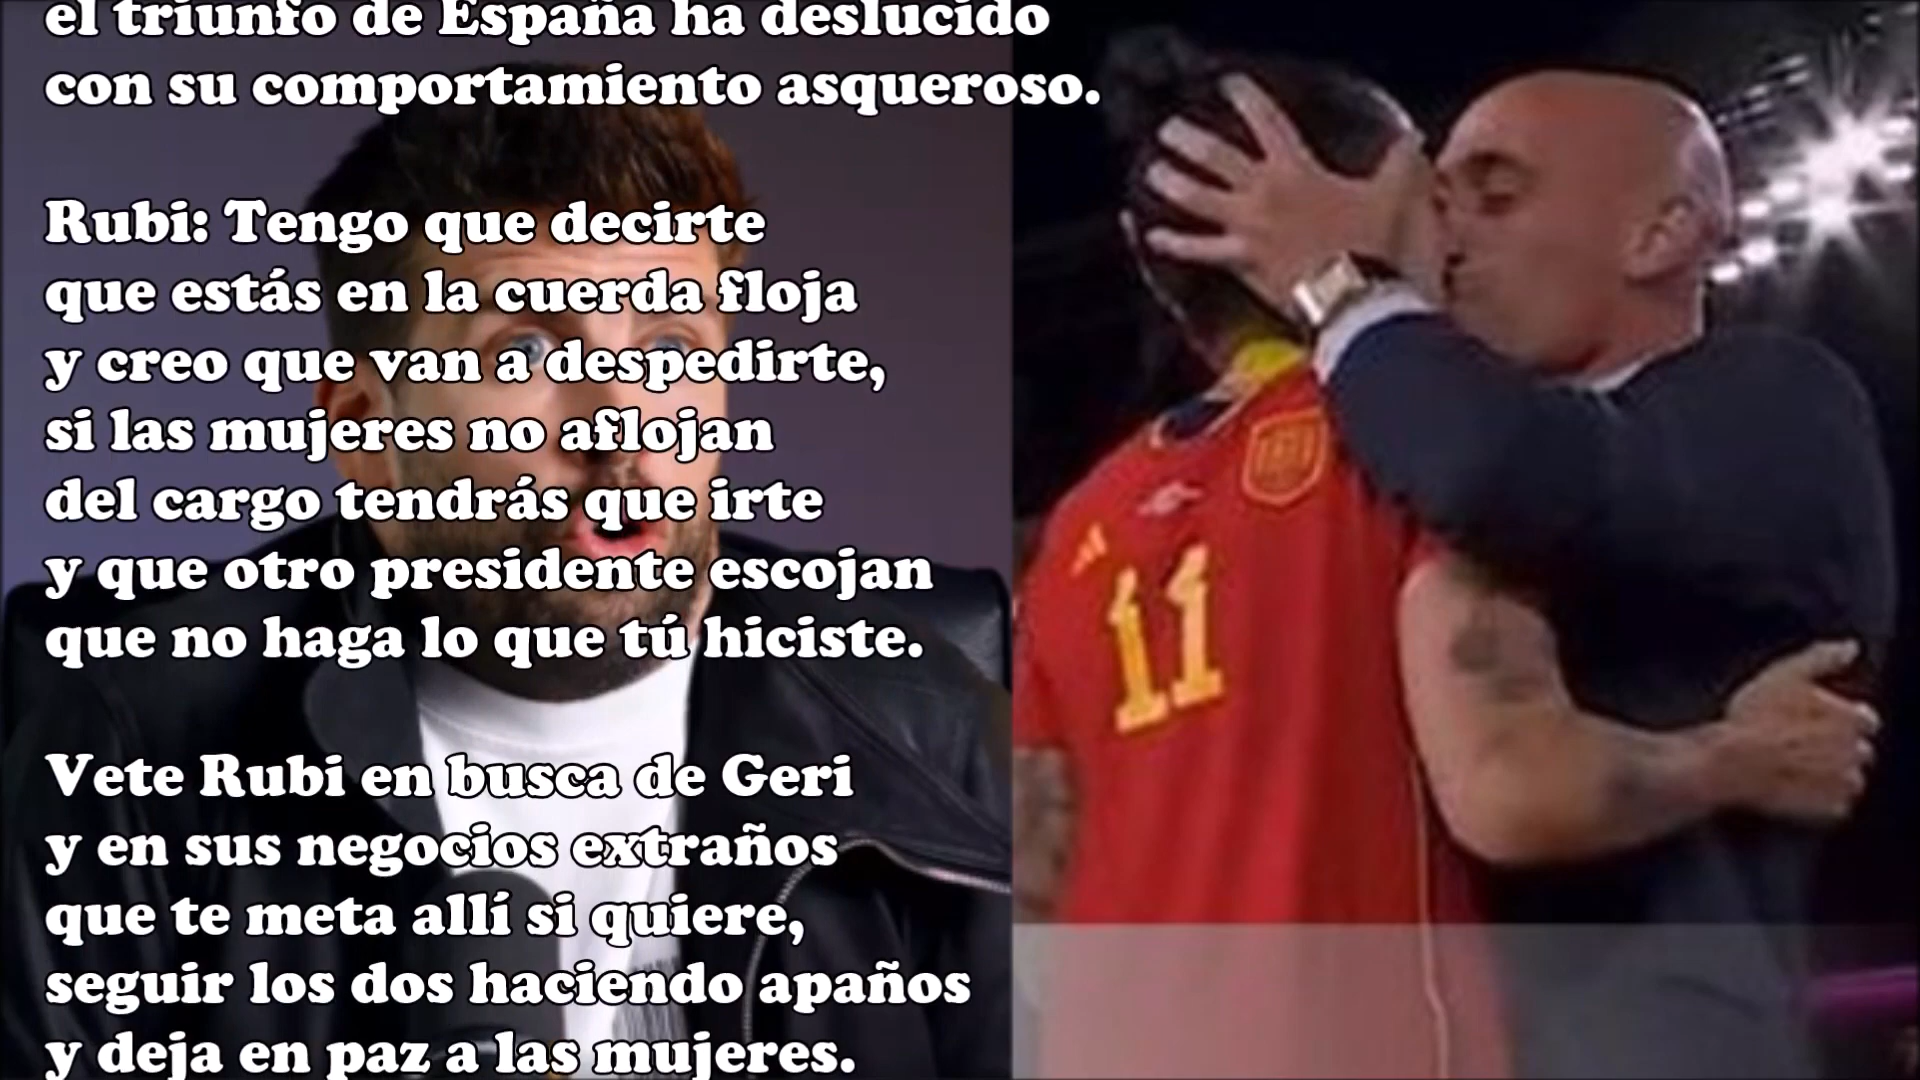 el triunfo de España ha deslucido
con su comportamiento asqueroso.
Rubi: Tengo que decirte
que estás en la cuerda floja
y creo que van a despedirte,
si las mujeres no aflojan
del cargo tendrás que irte
y que otro presidente escojan
que no haga lo que tú hiciste.
Vete Rubi en busca de Geri
y en sus negocios extraños
que te meta allí si quiere,
seguir los dos haciendo apaños
y deja en paz a las mujeres.
11